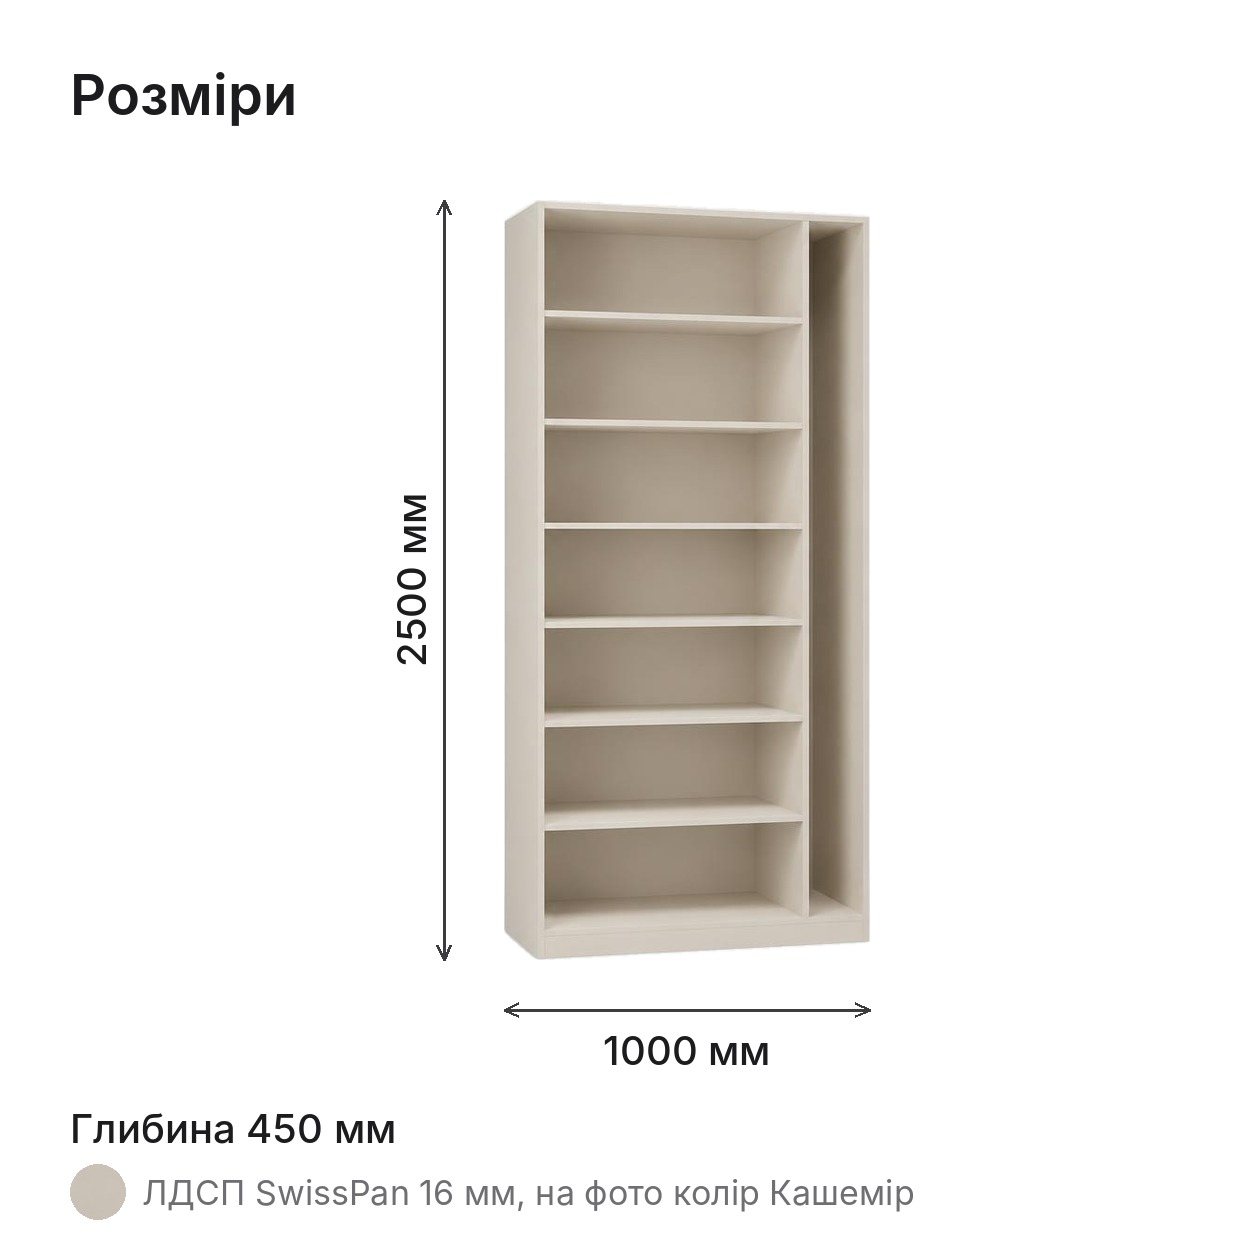 Розміри
2500 мм
1000 мм
Глибина 450 мм
ЛДСП SwissPan 16 мм, на фото колір Кашемір